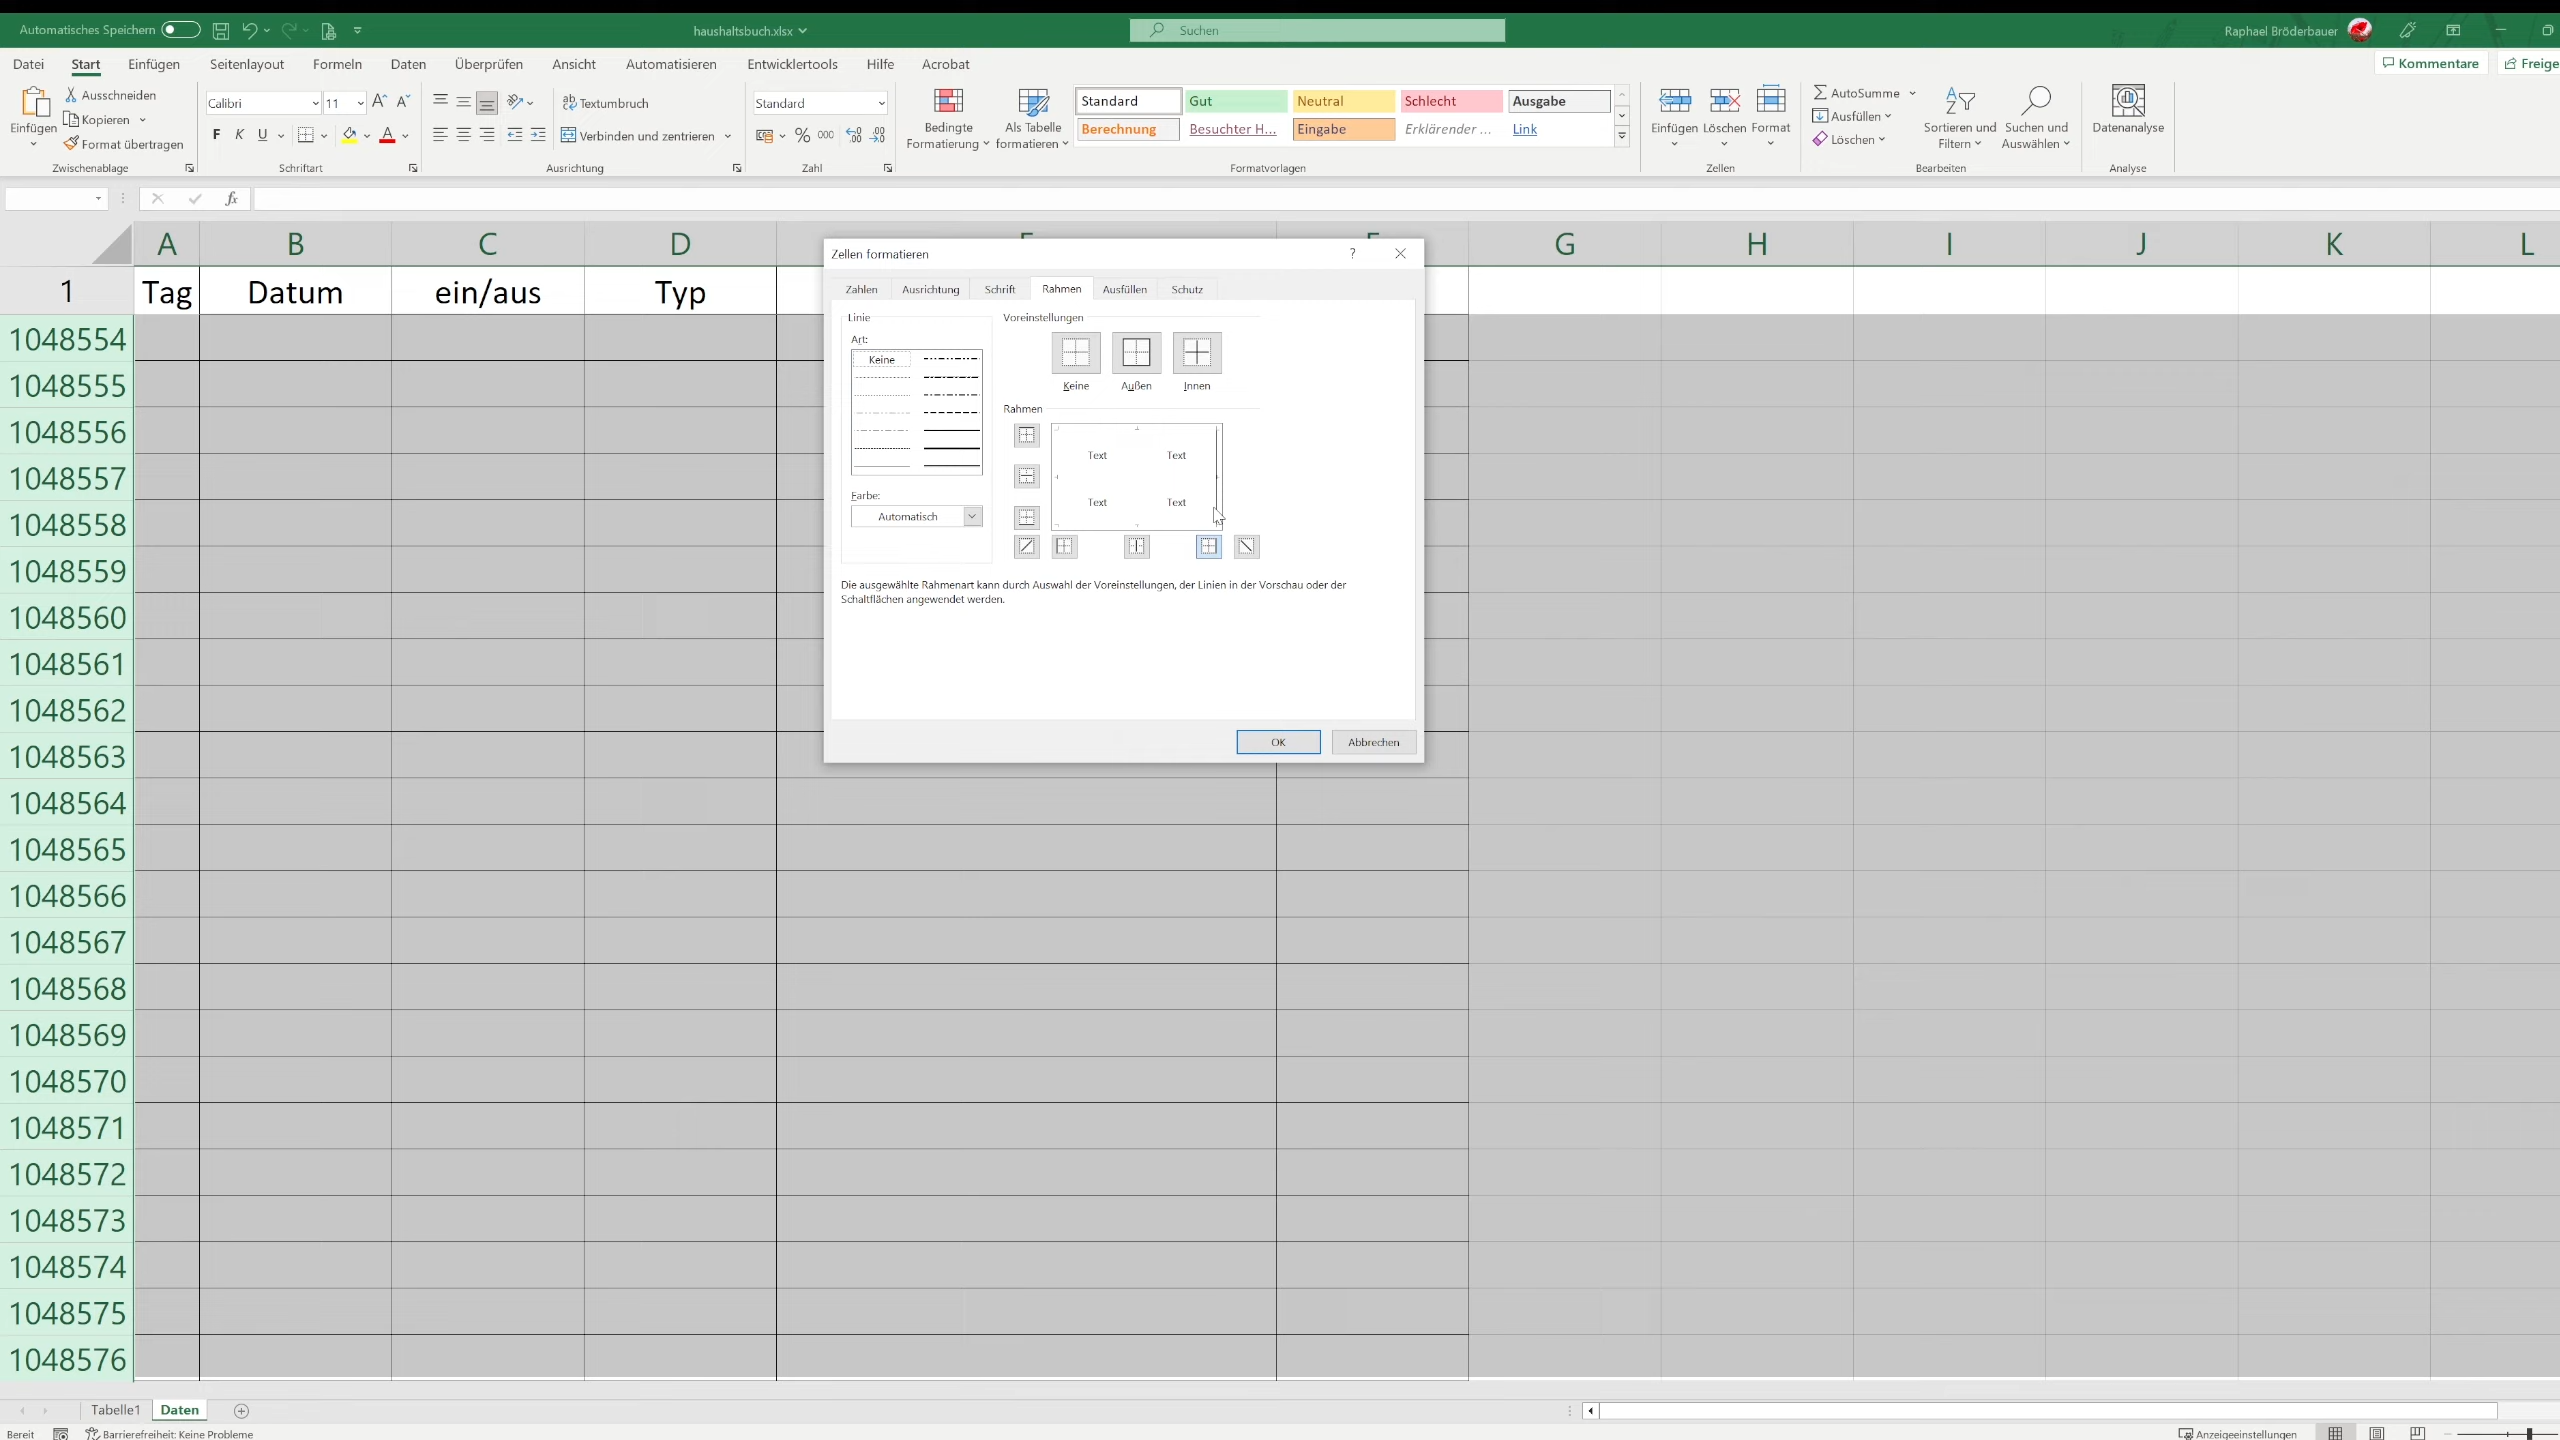 Automatisches Speichern
haushaltsbuch.xlsx
Suchen
Raphael Bröderbauer
Datei Start Einfügen Seitenlayout Formeln Daten Überprüfen Ansicht Automatisieren Entwicklertools Hilfe Acrobat
Kommentare Freige
Einfügen
Ausschneiden
Kopieren
Format übertragen
Zwischenablage
Calibri 11
F K U
Schriftart
Textumbruch
Verbinden und zentrieren
Ausrichtung
Standard
% 000
Zahl
Bedingte
Formatierung
Als Tabelle
formatieren
Standard Gut Neutral Schlecht Ausgabe
Berechnung Besuchter H... Eingabe Erklärender ... Link
Formatvorlagen
Einfügen Löschen Format
Zellen
AutoSumme
Ausfüllen
Löschen
Sortieren und
Filtern
Suchen und
Auswählen
Bearbeiten
Datenanalyse
Analyse
fx
A B C D G H I J K L
1 Tag Datum ein/aus Typ
1048554
1048555
1048556
1048557
1048558
1048559
1048560
1048561
1048562
1048563
1048564
1048565
1048566
1048567
1048568
1048569
1048570
1048571
1048572
1048573
1048574
1048575
1048576
Zellen formatieren
?
Zahlen Ausrichtung Schrift Rahmen Ausfüllen Schutz
Linie
Art:
Keine
Farbe:
Automatisch
Voreinstellungen
Keine Außen Innen
Rahmen
Text Text
Text Text
Die ausgewählte Rahmenart kann durch Auswahl der Voreinstellungen, der Linien in der Vorschau oder der
Schaltflächen angewendet werden.
OK Abbrechen
Tabelle1 Daten
Bereit Barrierefreiheit: Keine Probleme
Anzeigeeinstellungen